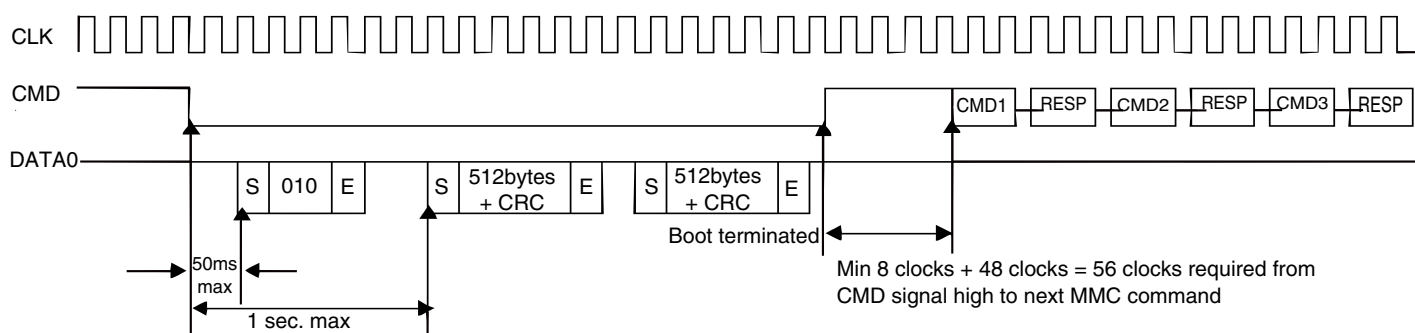 CLK
CMD
CMD1 RESP CMD2 RESP CMD3 RESP
DATA0
S 010 E S 512bytes + CRC E S 512bytes + CRC E
Boot terminated
50ms
max
1 sec. max
Min 8 clocks + 48 clocks = 56 clocks required from
CMD signal high to next MMC command